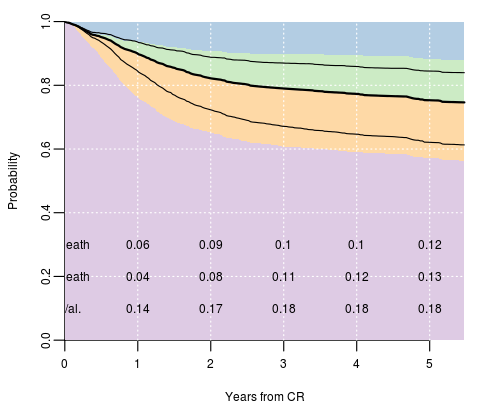 1.0
0.8
0.6
0.4
0.2
0.0
Probability
eath 0.06 0.09 0.1 0.1 0.12
eath 0.04 0.08 0.11 0.12 0.13
/al. 0.14 0.17 0.18 0.18 0.18
0 1 2 3 4 5
Years from CR